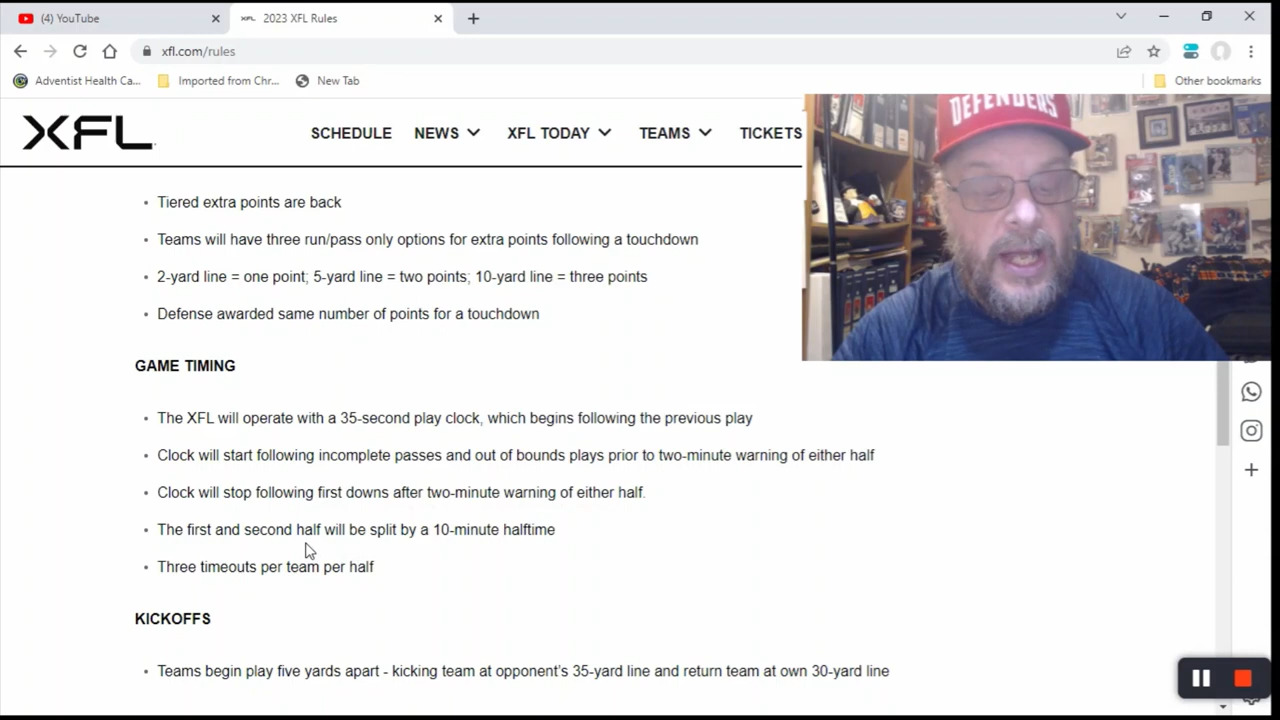 (4) YouTube
XFL 2023 XFL Rules
xfl.com/rules
Adventist Health Ca...
Imported from Chr...
New Tab
Other bookmarks
XFL
SCHEDULE NEWS XFL TODAY TEAMS TICKETS
DEFENDERS
Tiered extra points are back
Teams will have three run/pass only options for extra points following a touchdown
2-yard line = one point; 5-yard line = two points; 10-yard line = three points
Defense awarded same number of points for a touchdown
GAME TIMING
The XFL will operate with a 35-second play clock, which begins following the previous play
Clock will start following incomplete passes and out of bounds plays prior to two-minute warning of either half
Clock will stop following first downs after two-minute warning of either half.
The first and second half will be split by a 10-minute halftime
Three timeouts per team per half
KICKOFFS
Teams begin play five yards apart - kicking team at opponent's 35-yard line and return team at own 30-yard line